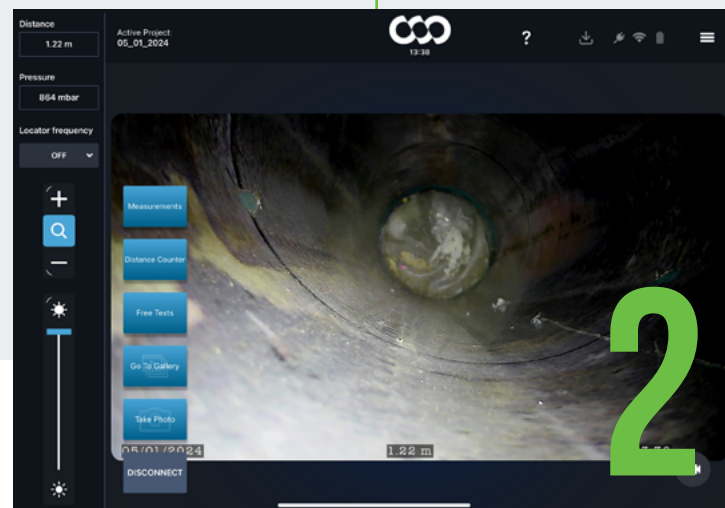 Distance
1.22 m
Pressure
864 mbar
Locator frequency
OFF
Active Project:
05_01_2024
13:38
?
Measurements
Distance Counter
Free Texts
Go To Gallery
Take Photo
DISCONNECT
05/01/2024
1.22 m
2